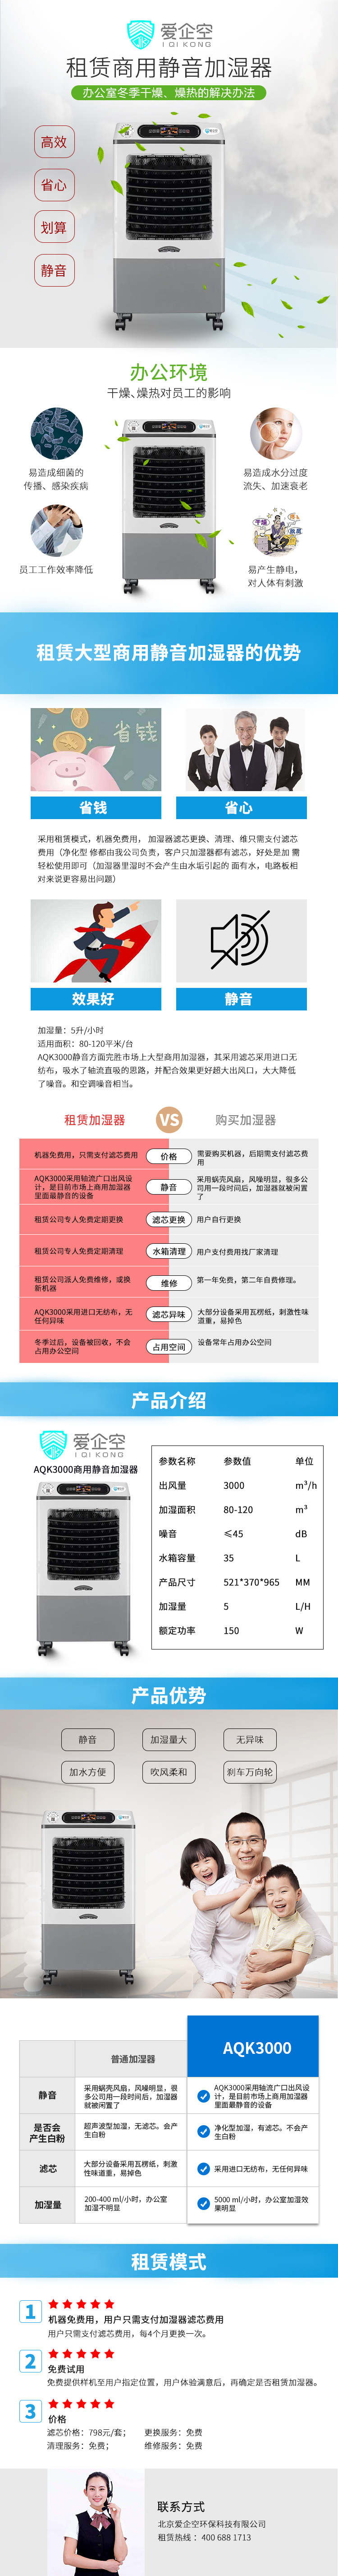 爱企空
IQIKONG
租赁商用静音加湿器
办公室冬季干燥、燥热的解决办法
高效
省心
划算
静音
办公环境
干燥、燥热对员工的影响
易造成细菌的
传播、感染疾病
易造成水分过度
流失、加速衰老
员工工作效率降低
易产生静电，
对人体有刺激
租赁大型商用静音加湿器的优势
省钱
省钱
省心
采用租赁模式，机器免费用， 加湿器滤芯更换、清理、维只需支付滤芯
费用（净化型 修都由我公司负责，客户只加湿器都有滤芯，好处是加 需
轻松使用即可（加湿器里湿时不会产生由水垢引起的 面有水，电路板相
对来说更容易出问题）
效果好
静音
加湿量：5升/小时
适用面积：80-120平米/台
AQK3000静音方面完胜市场上大型商用加湿器，其采用滤芯采用进口无
纺布，吸水了轴流直吸的思路，并配合效果更好超大出风口，大大降低
了噪音。和空调噪音相当。
租赁加湿器
VS
购买加湿器
机器免费用，只需支付滤芯费用
价格
需要购买机器，后期需支付滤芯费
用
AQK3000采用轴流广口出风设
计，是目前市场上商用加湿器
里面最静音的设备
静音
采用蜗壳风扇，风噪明显，很多公
司用一段时间后，加湿器就被闲置
了
租赁公司专人免费定期更换
滤芯更换
用户自行更换
租赁公司专人免费定期清理
水箱清理
用户支付费用找厂家清理
租赁公司派人免费维修，或换
新机器
维修
第一年免费，第二年自费修理。
AQK3000采用进口无纺布，无
任何异味
滤芯异味
大部分设备采用瓦楞纸，刺激性味
道重，易掉色
冬季过后，设备被回收，不会
占用办公空间
占用空间
设备常年占用办公空间
产品介绍
爱企空
IQIKONG
AQK3000商用静音加湿器
参数名称 参数值 单位
出风量 3000 m³/h
加湿面积 80-120 m³
噪音 ≤45 dB
水箱容量 35 L
产品尺寸 521*370*965 MM
加湿量 5 L/H
额定功率 150 W
产品优势
静音
加湿量大
无异味
加水方便
吹风柔和
刹车万向轮
普通加湿器
AQK3000
静音
采用蜗壳风扇，风噪明显，很
多公司用一段时间后，加湿器
就被闲置了
AQK3000采用轴流广口出风设
计，是目前市场上商用加湿器
里面最静音的设备
是否会
产生白粉
超声波型加湿，无滤芯。会产
生白粉
净化型加湿，有滤芯。不会产
生白粉
滤芯
大部分设备采用瓦楞纸，刺激
性味道重，易掉色
采用进口无纺布，无任何异味
加湿量
200-400 ml/小时，办公室
加湿不明显
5000 ml/小时，办公室加湿效
果明显
租赁模式
1
机器免费用，用户只需支付加湿器滤芯费用
用户只需支付滤芯费用，每4个月更换一次。
2
免费试用
免费提供样机至用户指定位置，用户体验满意后，再确定是否租赁加湿器。
3
价格
滤芯价格：798元/套； 更换服务：免费
清理服务：免费； 维修服务：免费
联系方式
北京爱企空环保科技有限公司
租赁热线：400 688 1713